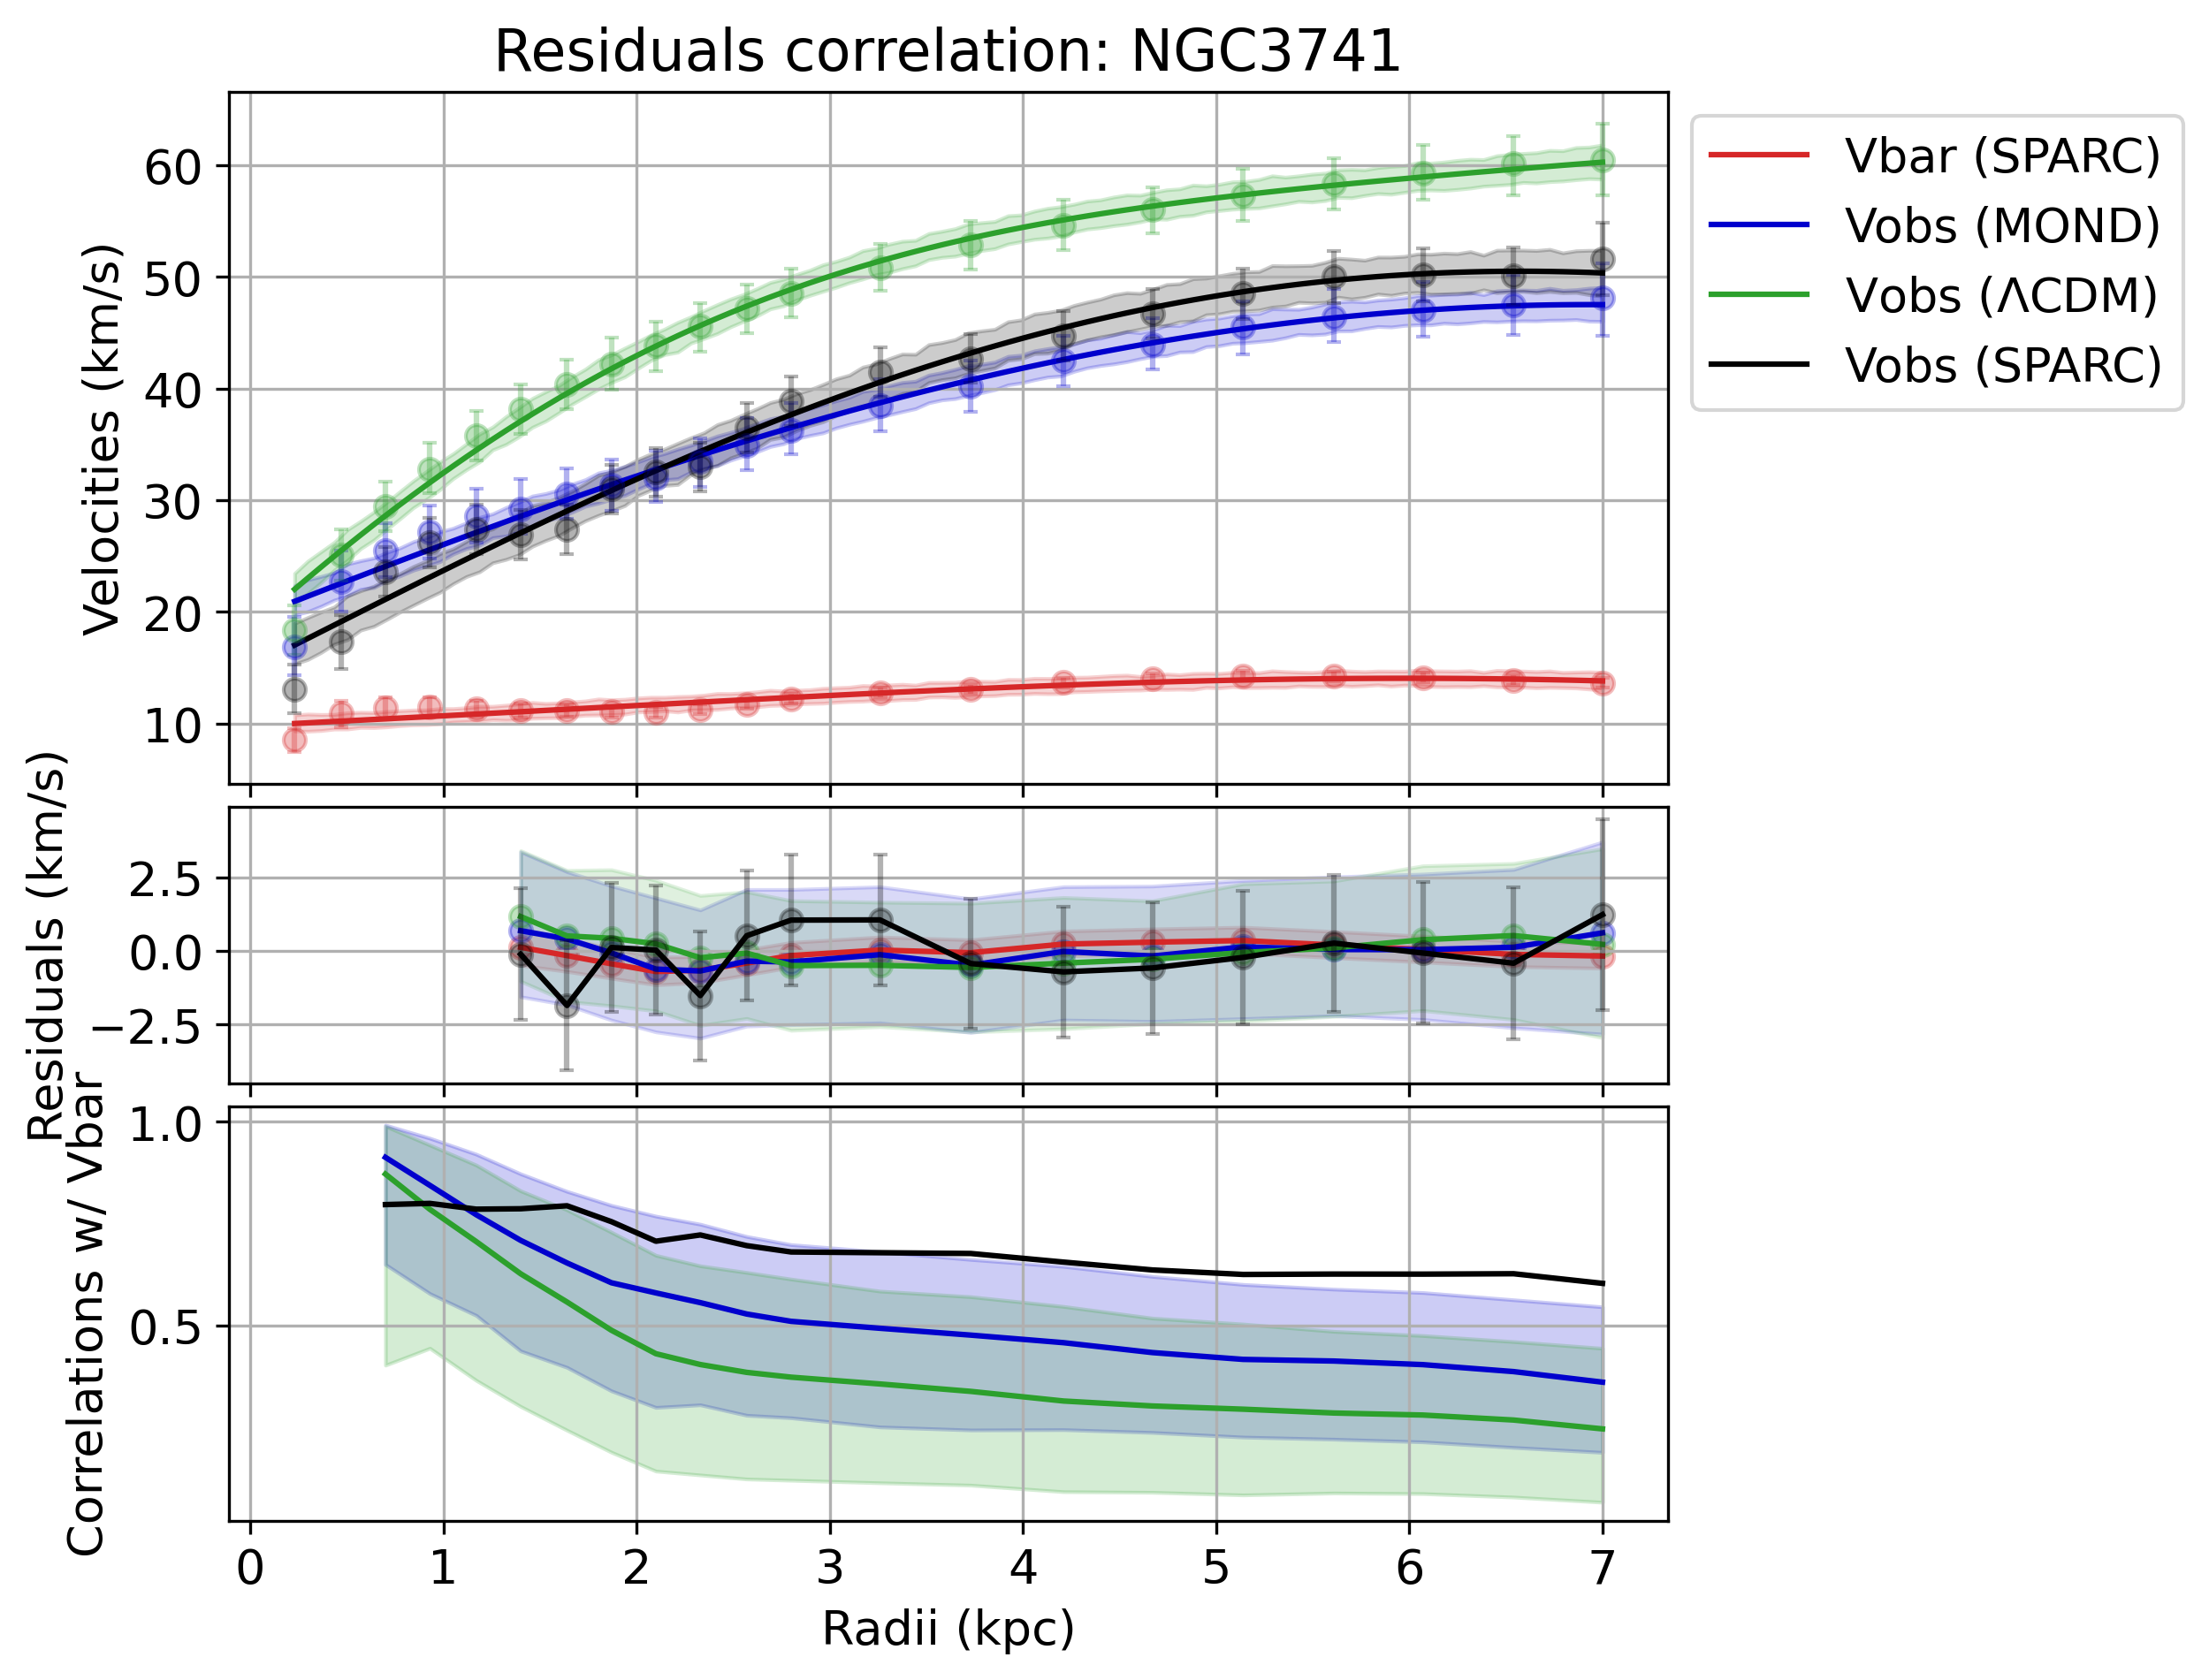 Residuals correlation: NGC3741
Velocities (km/s)
60
50
40
30
20
10
Vbar (SPARC)
Vobs (MOND)
Vobs (ΛCDM)
Vobs (SPARC)
Residuals (km/s)
2.5
0.0
−2.5
Correlations w/ Vbar
1.0
0.5
0 1 2 3 4 5 6 7
Radii (kpc)